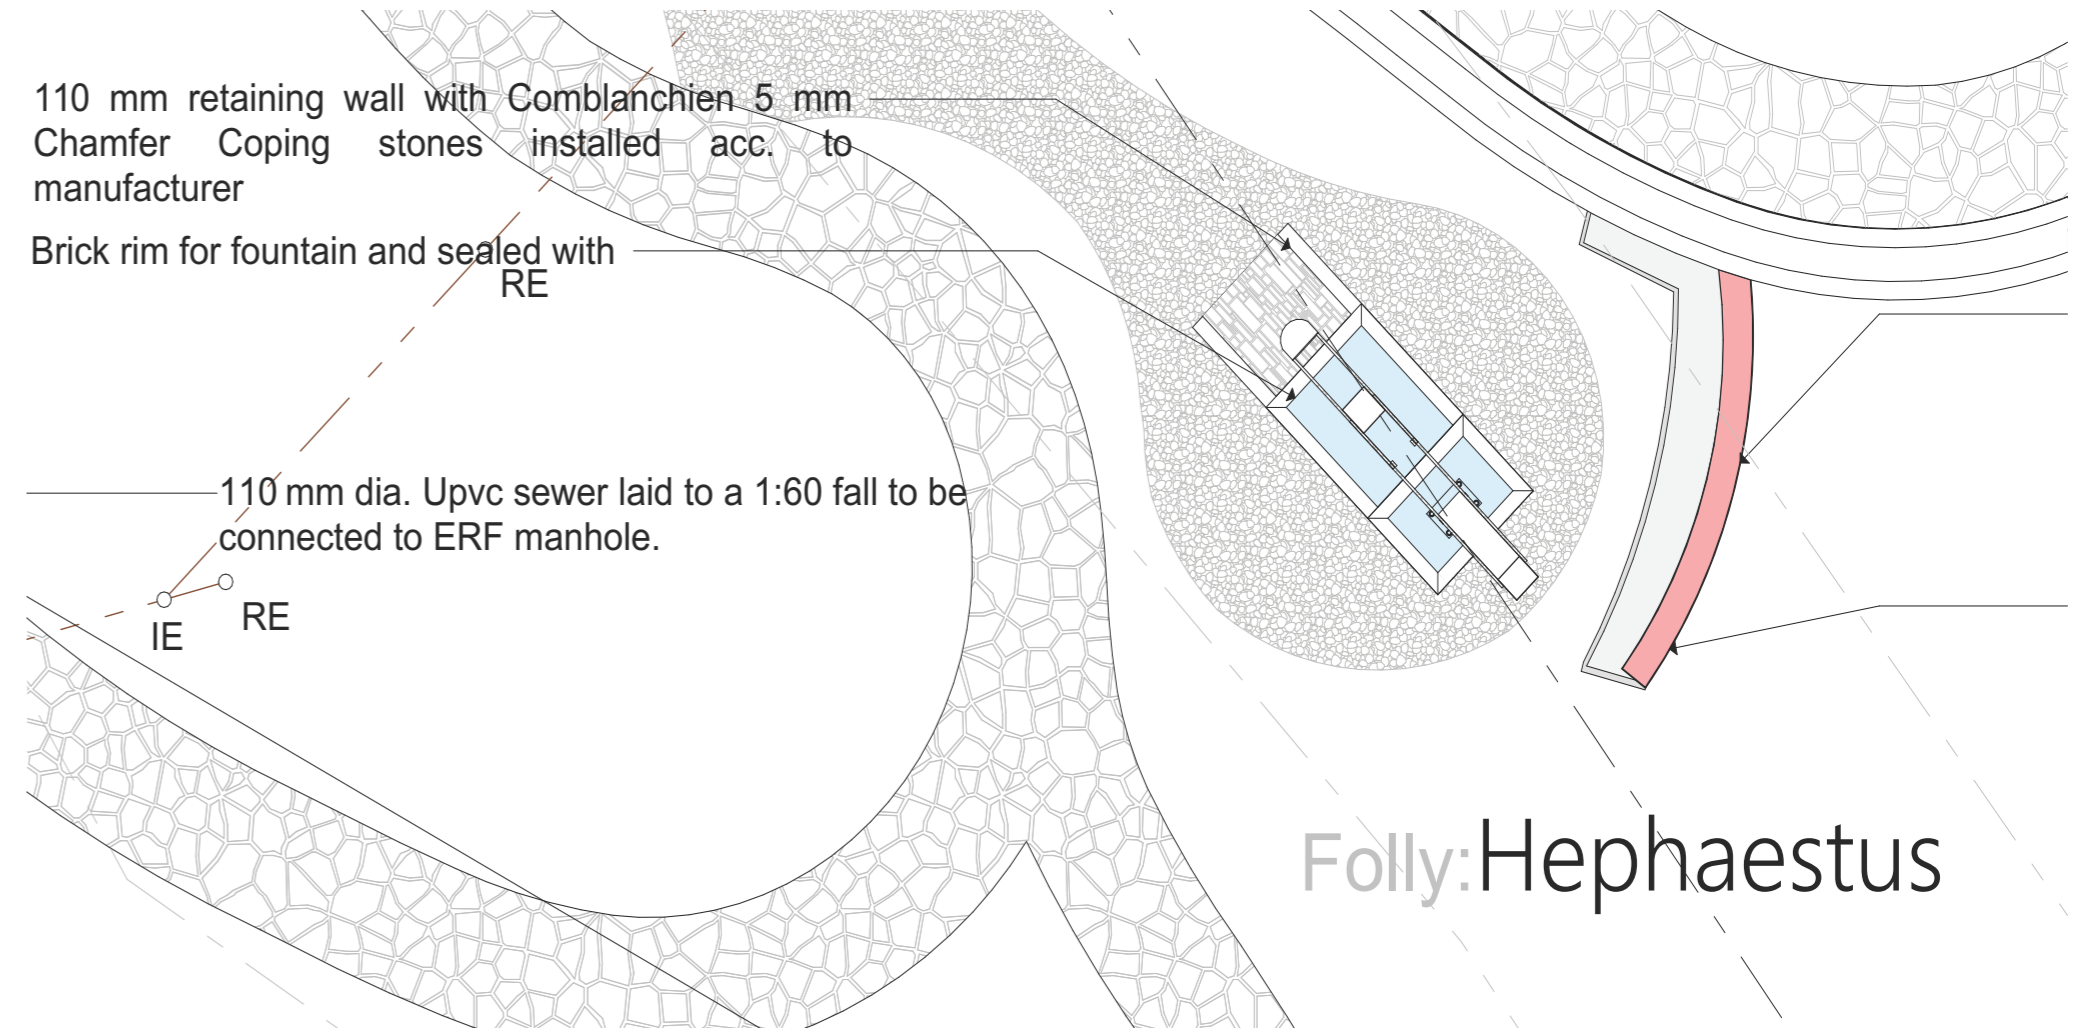 110 mm retaining wall with Comblanchien 5 mm
Chamfer Coping stones installed acc. to
manufacturer
Brick rim for fountain and sealed with
RE
110 mm dia. Upvc sewer laid to a 1:60 fall to be
connected to ERF manhole.
IE
RE
Folly:Hephaestus